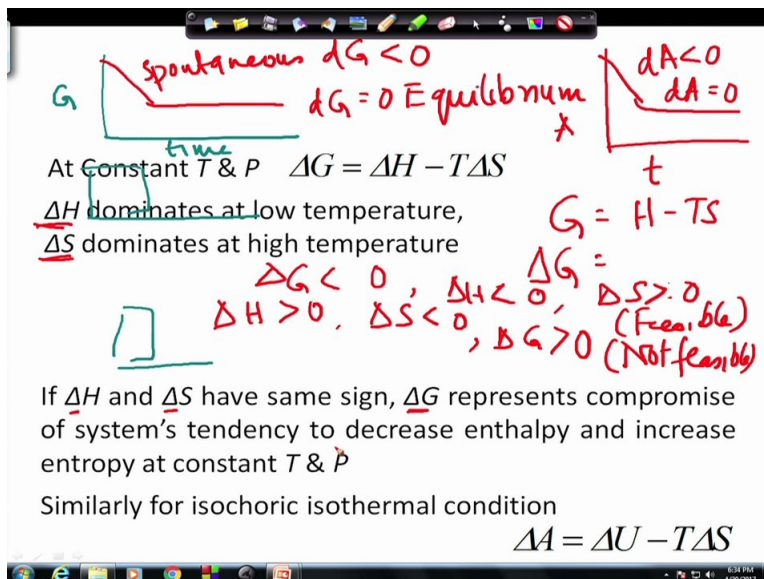 spontaneous dG < 0
dA < 0
G
dG = 0 Equilibrium
dA = 0
A
time
t
At Constant T & P ΔG = ΔH – TΔS
ΔH dominates at low temperature,
G = H - TS
ΔS dominates at high temperature
ΔG =
ΔG < 0, ΔH < 0, ΔS > 0
(Feasible)
ΔH > 0, ΔS < 0, ΔG > 0
(Not feasible)
If ΔH and ΔS have same sign, ΔG represents compromise
of system's tendency to decrease enthalpy and increase
entropy at constant T & P
Similarly for isochoric isothermal condition
ΔA = ΔU – TΔS
6:34 PM